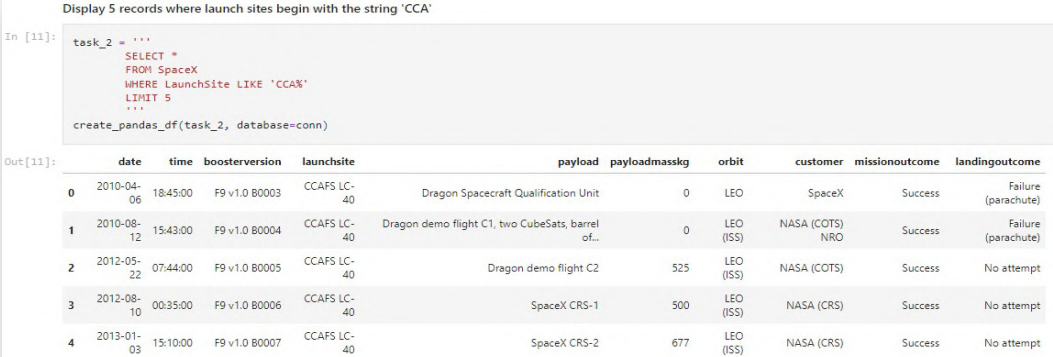 Display 5 records where launch sites begin with the string 'CCA'
In [11]:
task_2 = '''
SELECT *
FROM SpaceX
WHERE LaunchSite LIKE 'CCA%'
LIMIT 5
'''
create_pandas_df(task_2, database=conn)
Out[11]:
date time boosterversion launchsite payload payloadmasskg orbit customer missionoutcome landingoutcome
0 2010-04-06 18:45:00 F9 v1.0 B0003 CCAFS LC-40 Dragon Spacecraft Qualification Unit 0 LEO SpaceX Success Failure (parachute)
1 2010-08-12 15:43:00 F9 v1.0 B0004 CCAFS LC-40 Dragon demo flight C1, two CubeSats, barrel of... 0 LEO (ISS) NASA (COTS) NRO Success Failure (parachute)
2 2012-05-22 07:44:00 F9 v1.0 B0005 CCAFS LC-40 Dragon demo flight C2 525 LEO (ISS) NASA (COTS) Success No attempt
3 2012-08-10 00:35:00 F9 v1.0 B0006 CCAFS LC-40 SpaceX CRS-1 500 LEO (ISS) NASA (CRS) Success No attempt
4 2013-01-03 15:10:00 F9 v1.0 B0007 CCAFS LC-40 SpaceX CRS-2 677 LEO (ISS) NASA (CRS) Success No attempt